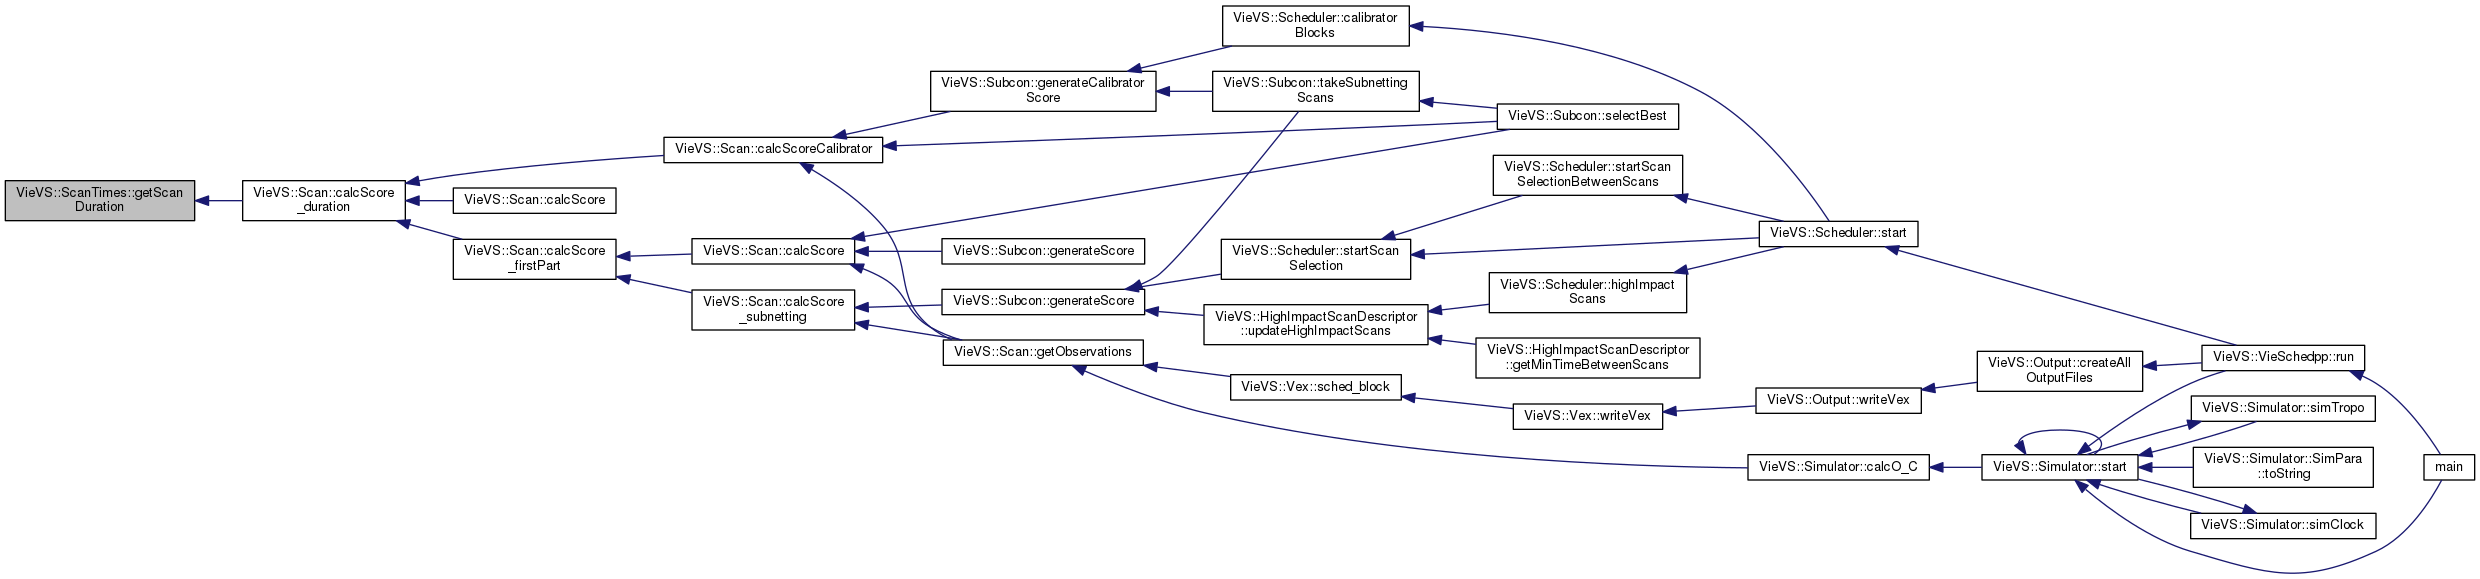 VieVS::ScanTimes::getScan
Duration
VieVS::Scan::calcScore
_duration
VieVS::Scan::calcScoreCalibrator
VieVS::Scan::calcScore
VieVS::Scan::calcScore
_firstPart
VieVS::Subcon::generateCalibrator
Score
VieVS::Scan::calcScore
VieVS::Scan::calcScore
_subnetting
VieVS::Subcon::generateScore
VieVS::Subcon::generateScore
VieVS::Scan::getObservations
VieVS::Scheduler::calibrator
Blocks
VieVS::Subcon::takeSubnetting
Scans
VieVS::Scheduler::startScan
Selection
VieVS::HighImpactScanDescriptor
::updateHighImpactScans
VieVS::Vex::sched_block
VieVS::Subcon::selectBest
VieVS::Scheduler::startScan
SelectionBetweenScans
VieVS::Scheduler::highImpact
Scans
VieVS::HighImpactScanDescriptor
::getMinTimeBetweenScans
VieVS::Vex::writeVex
VieVS::Scheduler::start
VieVS::Output::writeVex
VieVS::Simulator::calcO_C
VieVS::Output::createAll
OutputFiles
VieVS::Simulator::start
VieVS::VieSchedpp::run
VieVS::Simulator::simTropo
VieVS::Simulator::SimPara
::toString
VieVS::Simulator::simClock
main